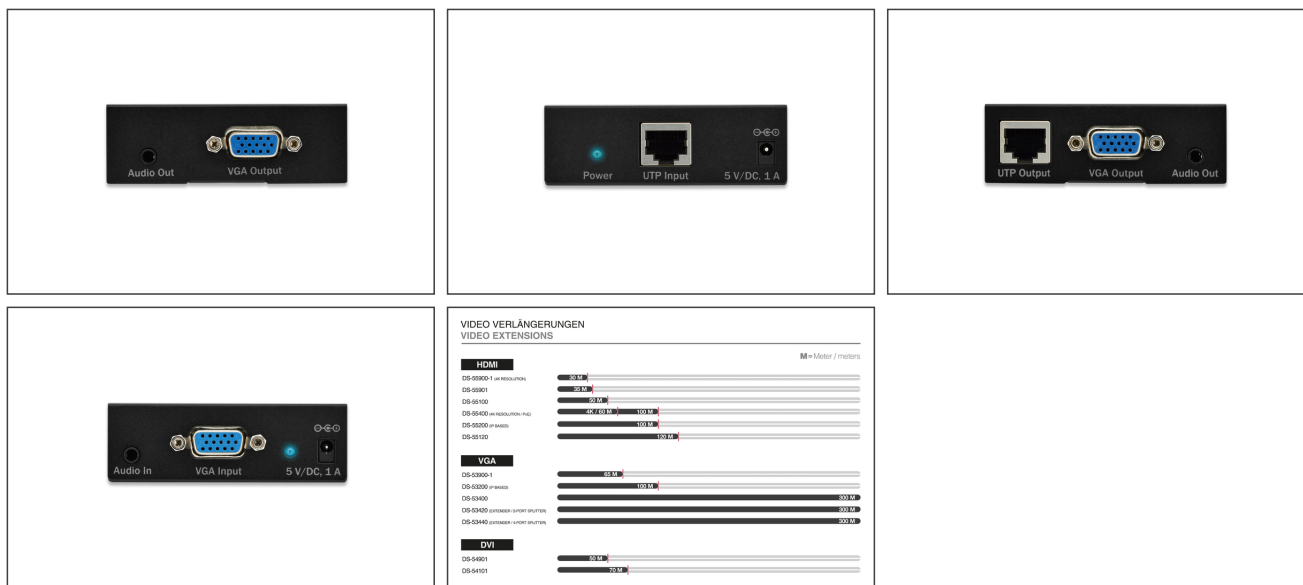 Audio Out
VGA Output
Power
UTP Input
5 V/DC, 1 A
UTP Output
VGA Output
Audio Out
Audio In
VGA Input
5 V/DC, 1 A
VIDEO VERLÄNGERUNGEN
VIDEO EXTENSIONS
M=Meter / meters
HDMI
DS-55900-1 (4K RESOLUTION) 30 M
DS-55901 35 M
DS-55100 50 M
DS-55400 (4K RESOLUTION / PoE) 4K / 60 M 100 M
DS-55200 (IP BASED) 100 M
DS-55120 120 M
VGA
DS-53900-1 65 M
DS-53200 (IP BASED) 100 M
DS-53400 300 M
DS-53420 (EXTENDER / 2-PORT SPLITTER) 300 M
DS-53440 (EXTENDER / 4-PORT SPLITTER) 300 M
DVI
DS-54901 50 M
DS-54101 70 M